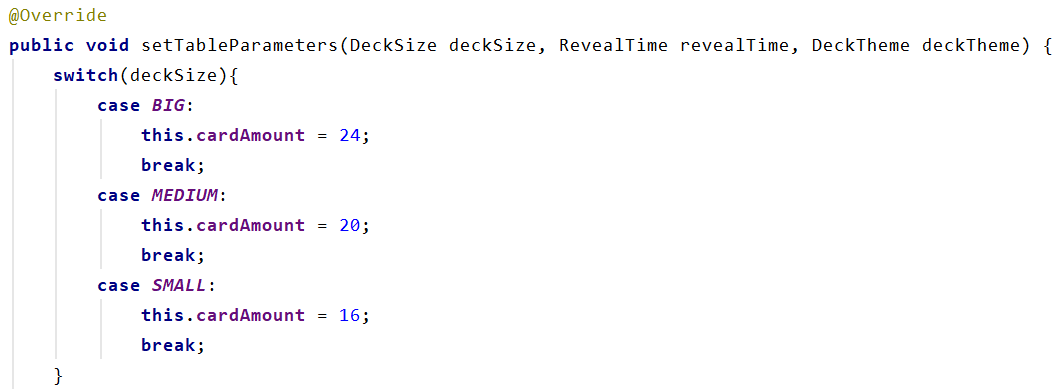 @Override
public void setTableParameters(DeckSize deckSize, RevealTime revealTime, DeckTheme deckTheme) {
    switch(deckSize){
        case BIG:
            this.cardAmount = 24;
            break;
        case MEDIUM:
            this.cardAmount = 20;
            break;
        case SMALL:
            this.cardAmount = 16;
            break;
    }